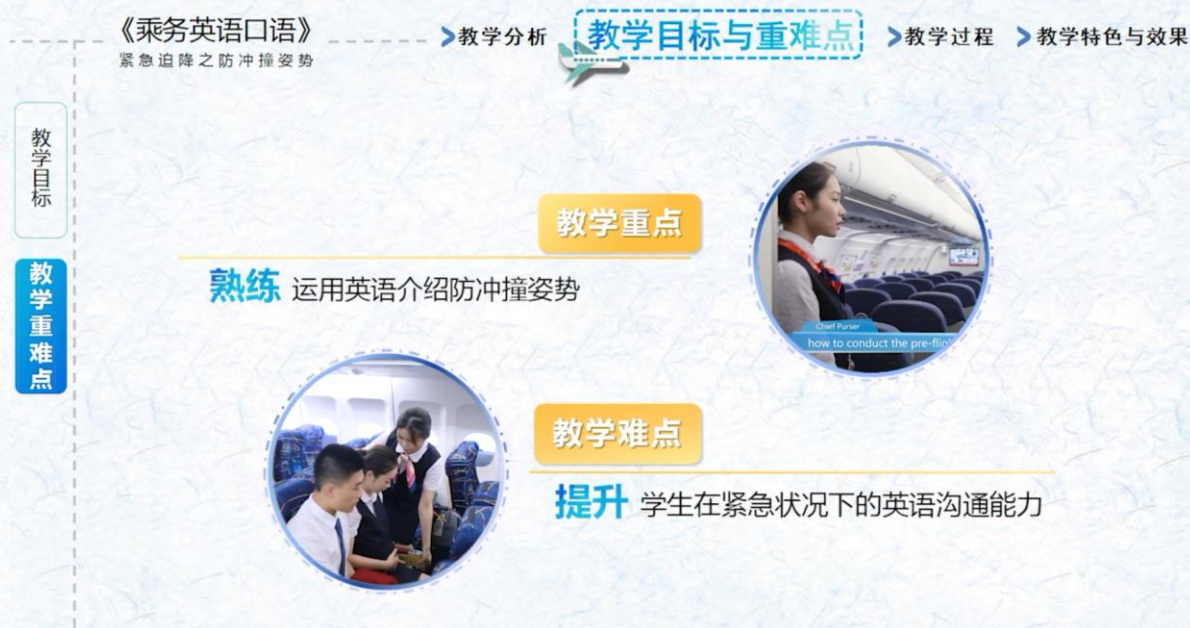 《乘务英语口语》
紧急迫降之防冲撞姿势
教学分析
教学目标与重难点
教学过程
教学特色与效果
教学目标
教学重难点
教学重点
熟练 运用英语介绍防冲撞姿势
Chief Purser
how to conduct the pre-flig
教学难点
提升 学生在紧急状况下的英语沟通能力